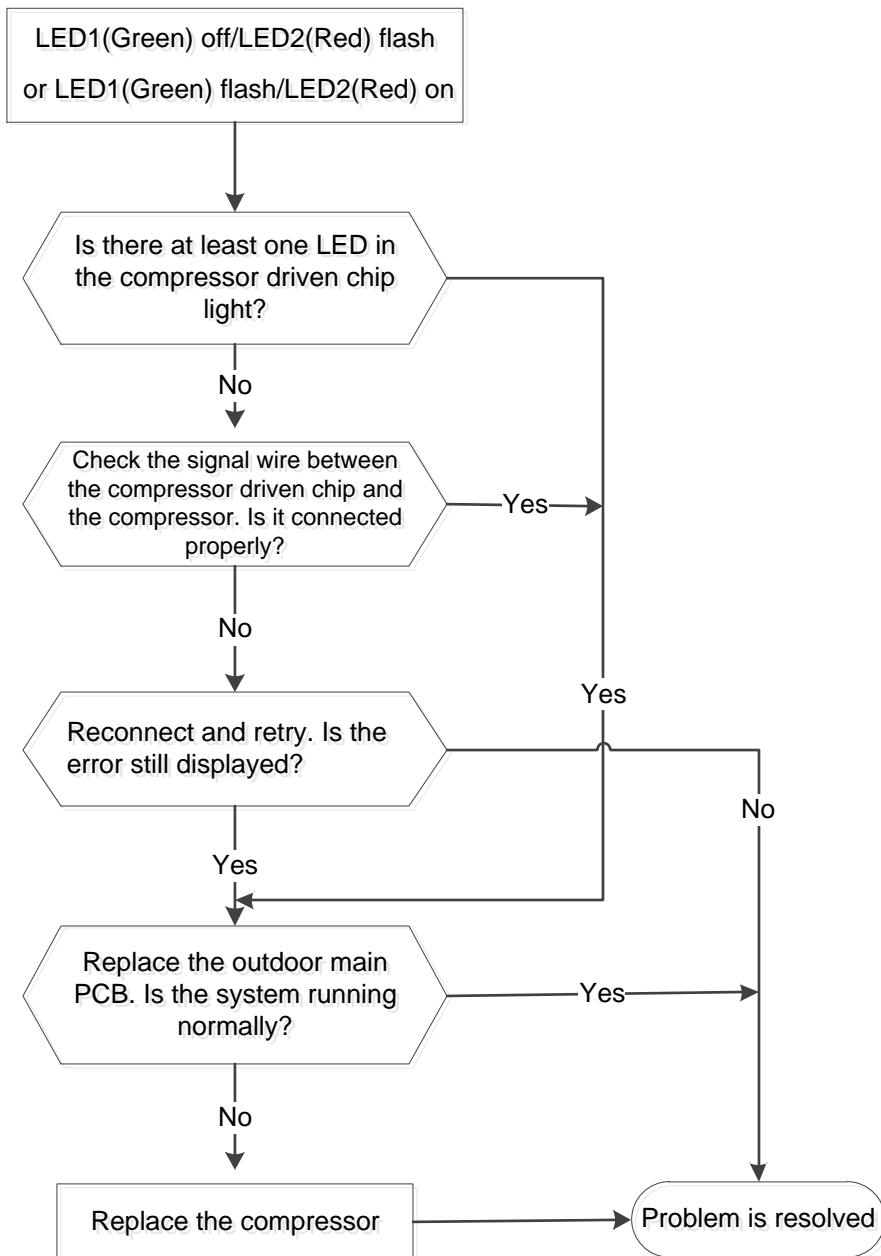 LED1(Green) off/LED2(Red) flash
or LED1(Green) flash/LED2(Red) on
Is there at least one LED in
the compressor driven chip
light?
No
Check the signal wire between
the compressor driven chip and
the compressor. Is it connected
properly?
Yes
No
Yes
Reconnect and retry. Is the
error still displayed?
No
Yes
Replace the outdoor main
PCB. Is the system running
normally?
Yes
No
Replace the compressor
Problem is resolved